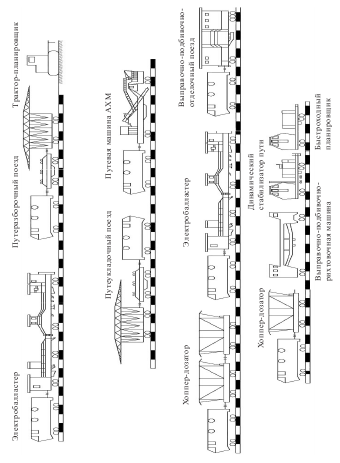 Электробалластер
Путеразборочный поезд
Трактор-планировщик
Путеукладочный поезд
Путевая машина АХМ
Хоппер-дозатор
Электробалластер
Выправочно-подбивочно-
отделочный поезд
Хоппер-дозатор
Выправочно-подбивочно-
рихтовочная машина
Динамический
стабилизатор пути
Быстроходный
планировщик